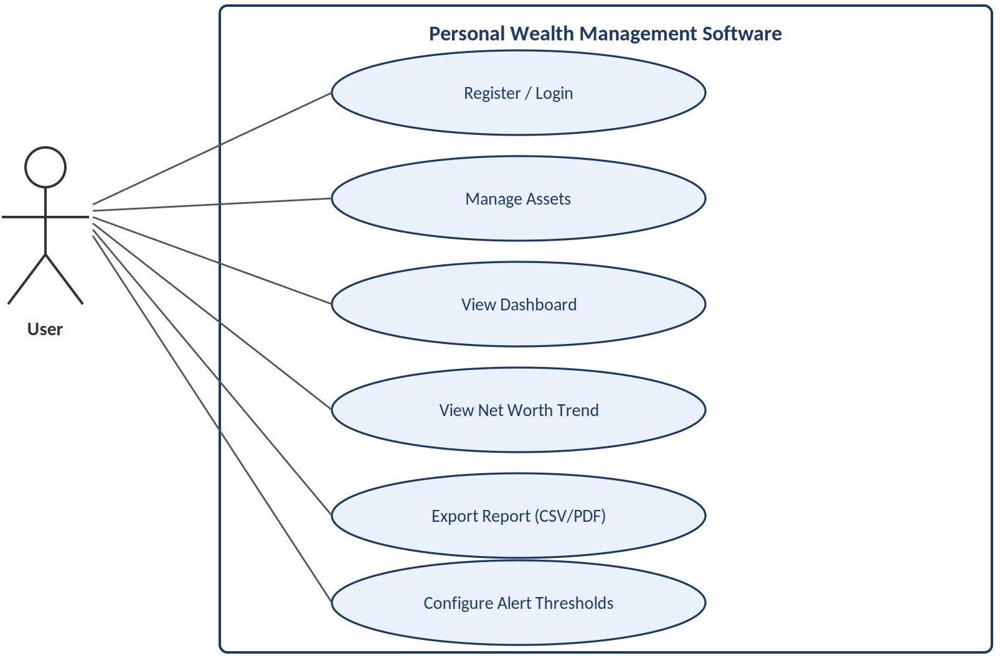 Personal Wealth Management Software
Register / Login
Manage Assets
View Dashboard
User
View Net Worth Trend
Export Report (CSV/PDF)
Configure Alert Thresholds